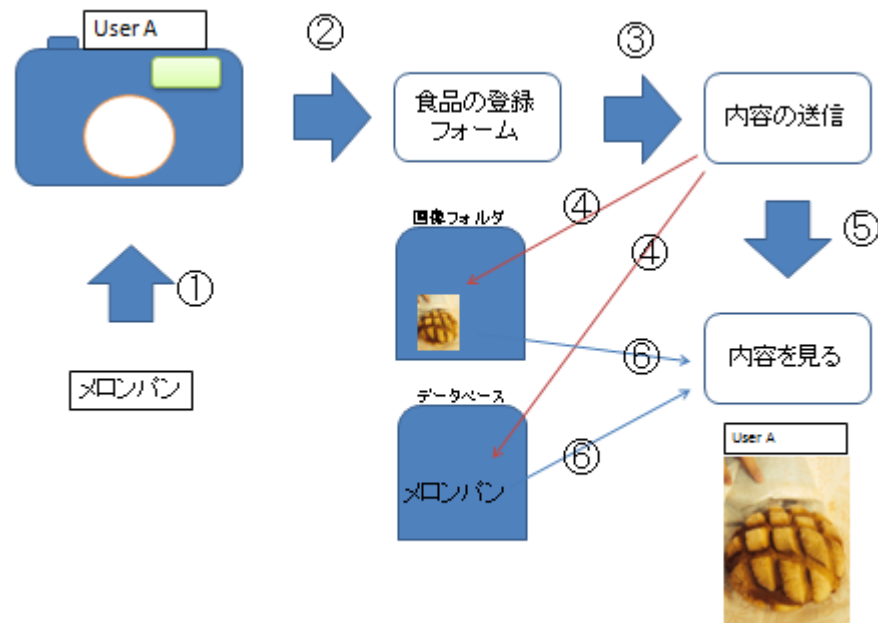 User A
②
③
食品の登録
フォーム
内容の送信
画像フォルダ
④
⑤
④
①
⑥
内容を見る
メロンパン
データベース
User A
⑥
メロンパン